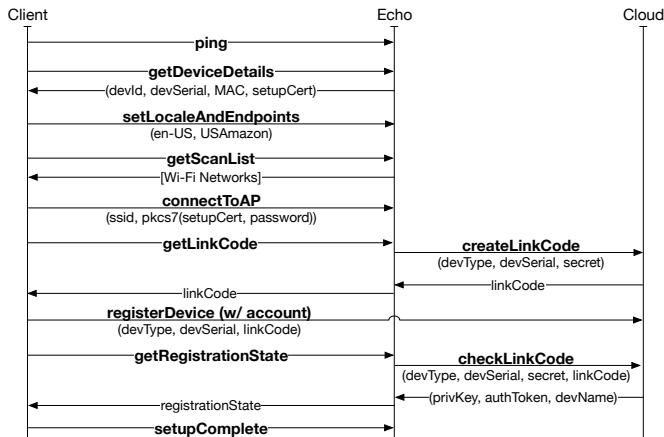 Client Echo Cloud
ping
getDeviceDetails
(devId, devSerial, MAC, setupCert)
setLocaleAndEndpoints
(en-US, USAmazon)
getScanList
[Wi-Fi Networks]
connectToAP
(ssid, pkcs7(setupCert, password))
getLinkCode
createLinkCode
(devType, devSerial, secret)
linkCode
linkCode
registerDevice (w/ account)
(devType, devSerial, linkCode)
getRegistrationState
checkLinkCode
(devType, devSerial, secret, linkCode)
(privKey, authToken, devName)
registrationState
setupComplete